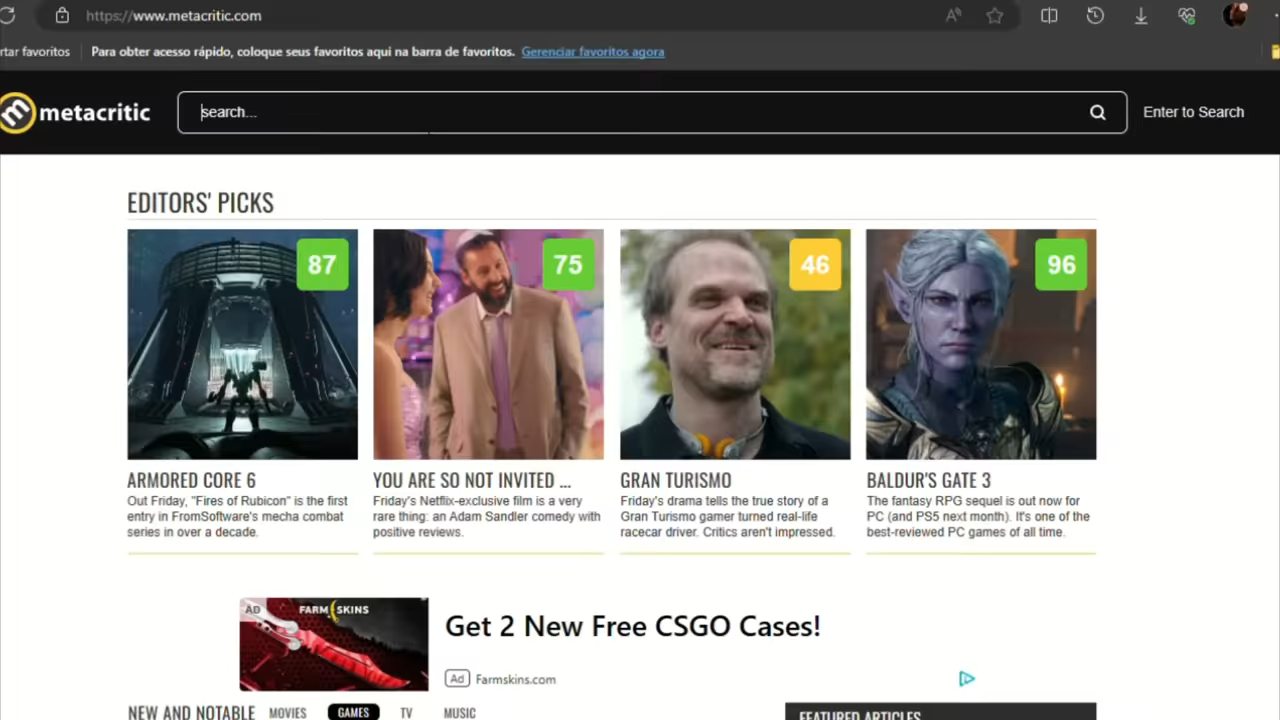 https://www.metacritic.com
rtar favoritos
Para obter acesso rápido, coloque seus favoritos aqui na barra de favoritos. Gerenciar favoritos agora
metacritic
search...
Enter to Search
EDITORS' PICKS
87
75
46
96
ARMORED CORE 6
Out Friday, "Fires of Rubicon" is the first
entry in FromSoftware's mecha combat
series in over a decade.
YOU ARE SO NOT INVITED ...
Friday's Netflix-exclusive film is a very
rare thing: an Adam Sandler comedy with
positive reviews.
GRAN TURISMO
Friday's drama tells the true story of a
Gran Turismo gamer turned real-life
racecar driver. Critics aren't impressed.
BALDUR'S GATE 3
The fantasy RPG sequel is out now for
PC (and PS5 next month). It's one of the
best-reviewed PC games of all time.
AD
FARM SKINS
Get 2 New Free CSGO Cases!
Ad Farmskins.com
NEW AND NOTABLE MOVIES GAMES TV MUSIC
FEATURED ARTICLES